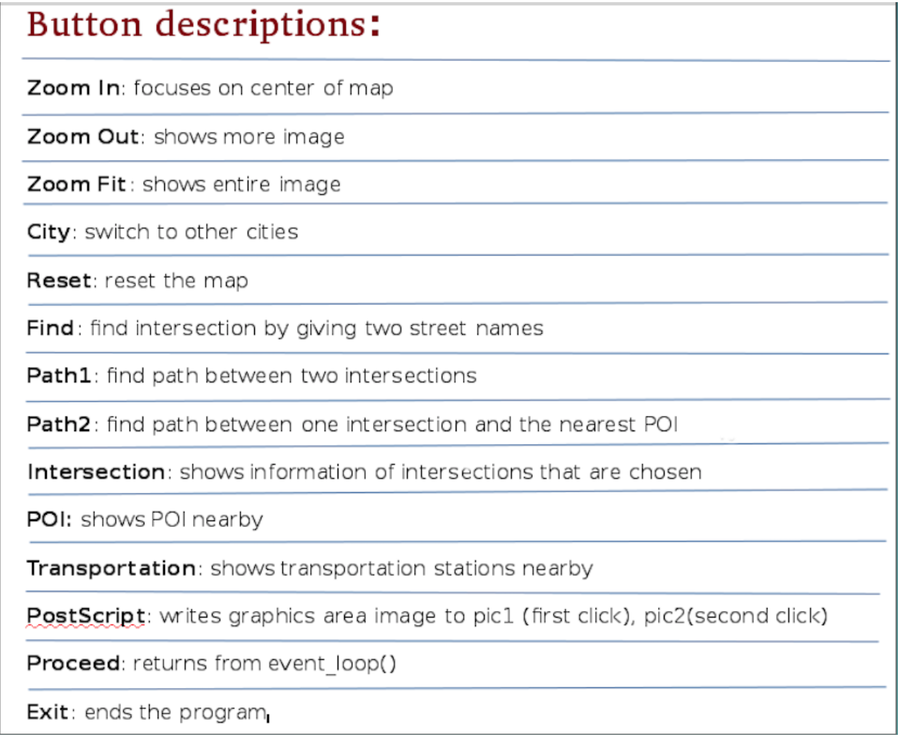 Button descriptions:
Zoom In: focuses on center of map
Zoom Out: shows more image
Zoom Fit: shows entire image
City: switch to other cities
Reset: reset the map
Find: find intersection by giving two street names
Path1: find path between two intersections
Path2: find path between one intersection and the nearest POI
Intersection: shows information of intersections that are chosen
POI: shows POI nearby
Transportation: shows transportation stations nearby
PostScript: writes graphics area image to pic1 (first click), pic2(second click)
Proceed: returns from event_loop()
Exit: ends the program